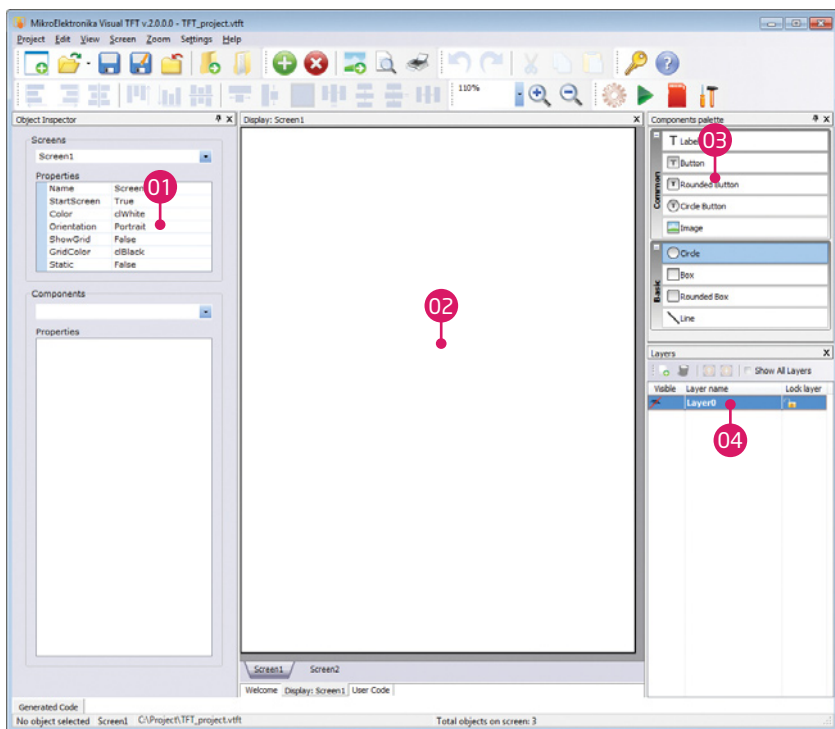 MikroElektronika Visual TFT v.2.0.0.0 - TFT_project.vtft
Project Edit View Screen Zoom Settings Help
110%
Object Inspector
Display: Screen1
Components palette
Screens
Screen1
Properties
Name Screen
StartScreen True
Color clWhite
Orientation Portrait
ShowGrid False
GridColor clBlack
Static False
01
Components
Properties
02
Common
Label
Button
Rounded Button
Circle Button
Image
03
Basic
Circle
Box
Rounded Box
Line
Layers
Show All Layers
Visible Layer name Lock layer
Layer0
04
Screen1 Screen2
Welcome Display: Screen1 User Code
Generated Code
No object selected Screen1 C:\Project\TFT_project.vtft Total objects on screen: 3